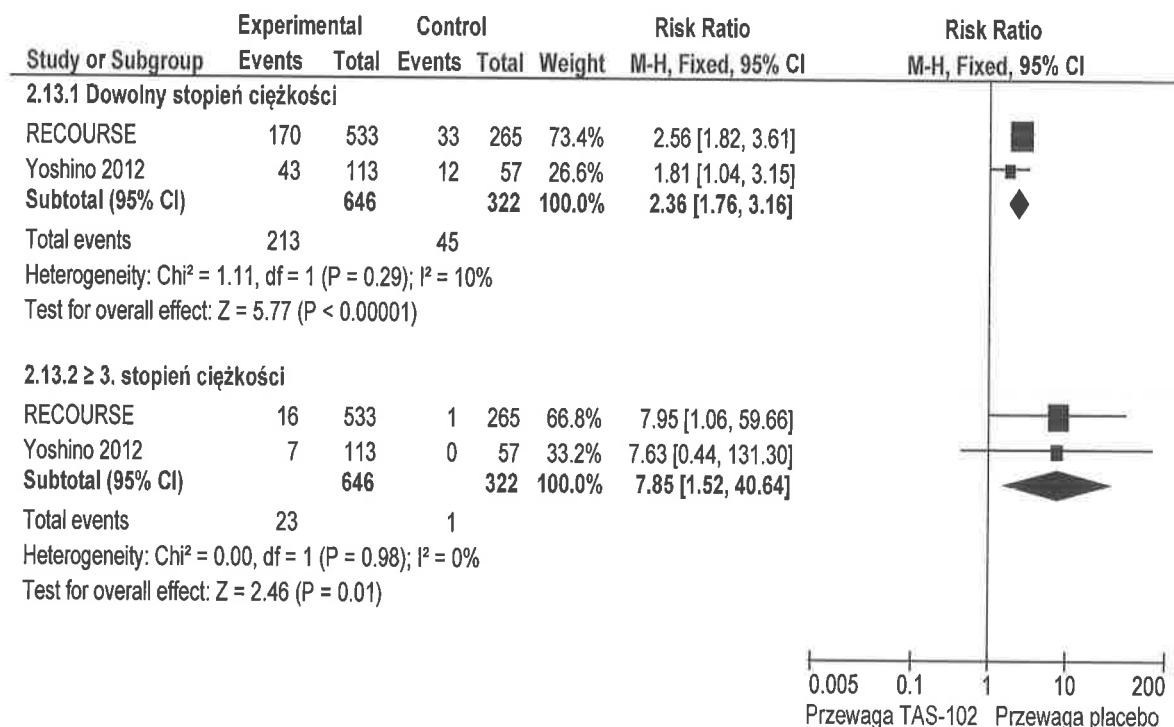 Experimental Control Risk Ratio Risk Ratio
Study or Subgroup Events Total Events Total Weight M-H, Fixed, 95% CI M-H, Fixed, 95% CI
2.13.1 Dowolny stopień ciężkości
RECOURSE 170 533 33 265 73.4% 2.56 [1.82, 3.61]
Yoshino 2012 43 113 12 57 26.6% 1.81 [1.04, 3.15]
Subtotal (95% CI) 646 322 100.0% 2.36 [1.76, 3.16]
Total events 213 45
Heterogeneity: Chi² = 1.11, df = 1 (P = 0.29); I² = 10%
Test for overall effect: Z = 5.77 (P < 0.00001)
2.13.2 ≥ 3. stopień ciężkości
RECOURSE 16 533 1 265 66.8% 7.95 [1.06, 59.66]
Yoshino 2012 7 113 0 57 33.2% 7.63 [0.44, 131.30]
Subtotal (95% CI) 646 322 100.0% 7.85 [1.52, 40.64]
Total events 23 1
Heterogeneity: Chi² = 0.00, df = 1 (P = 0.98); I² = 0%
Test for overall effect: Z = 2.46 (P = 0.01)
0.005 0.1 1 10 200
Przewaga TAS-102 Przewaga placebo